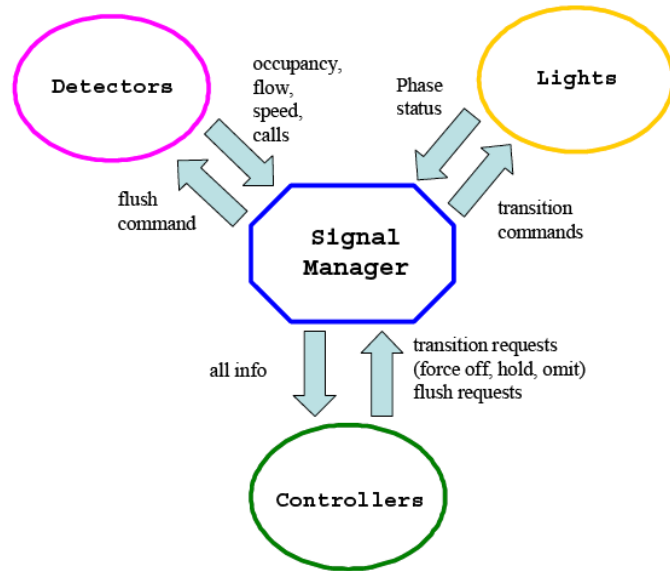 Detectors
occupancy,
flow,
speed,
calls
Phase
status
Lights
flush
command
Signal
Manager
transition
commands
all info
transition requests
(force off, hold, omit)
flush requests
Controllers